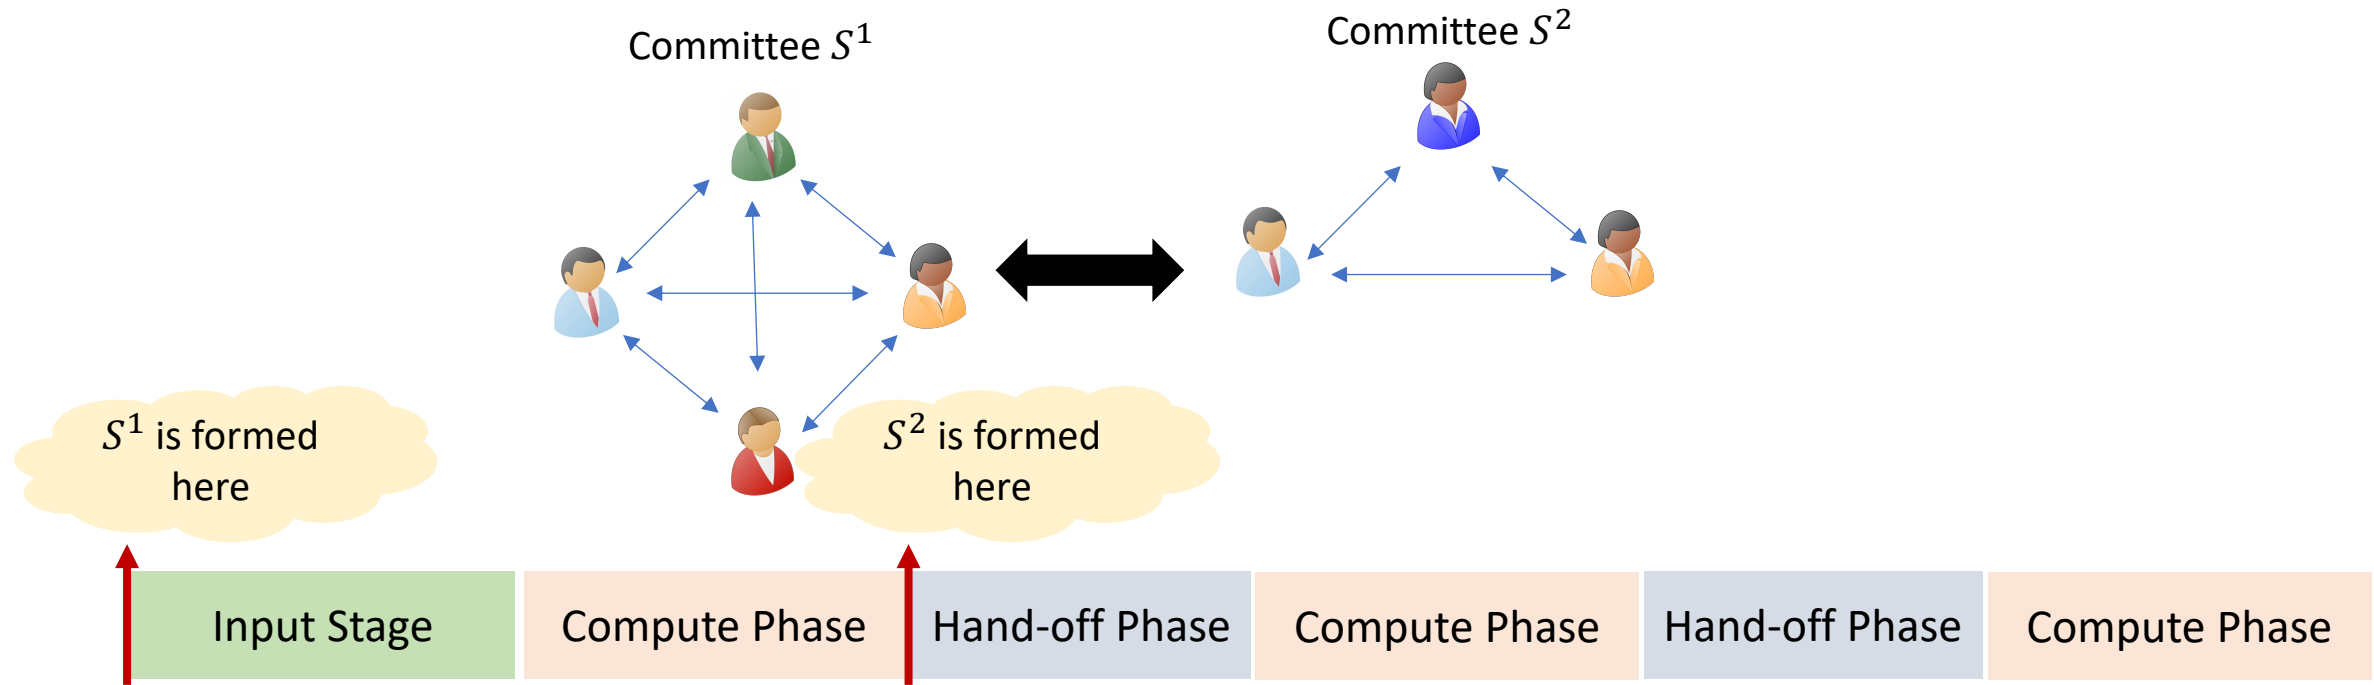 Committee 𝑆¹
Committee 𝑆²
𝑆¹ is formed
here
𝑆² is formed
here
Input Stage
Compute Phase
Hand-off Phase
Compute Phase
Hand-off Phase
Compute Phase